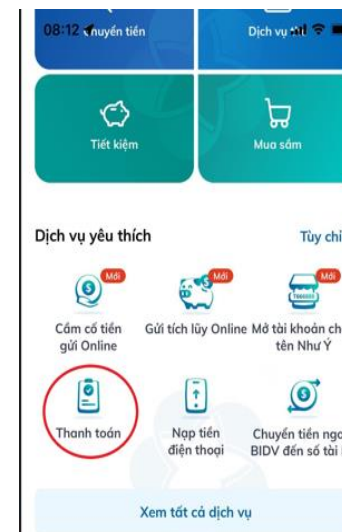 08:12
Chuyển tiền
Dịch vụ thẻ
Tiết kiệm
Mua sắm
Dịch vụ yêu thích
Tùy chỉ
Mới
Mới
Mới
Cầm cố tiền
gửi Online
Gửi tích lũy Online
Mở tài khoản ch
tên Như Ý
Thanh toán
Nạp tiền
điện thoại
Chuyển tiền ngo
BIDV đến số tài
Xem tất cả dịch vụ